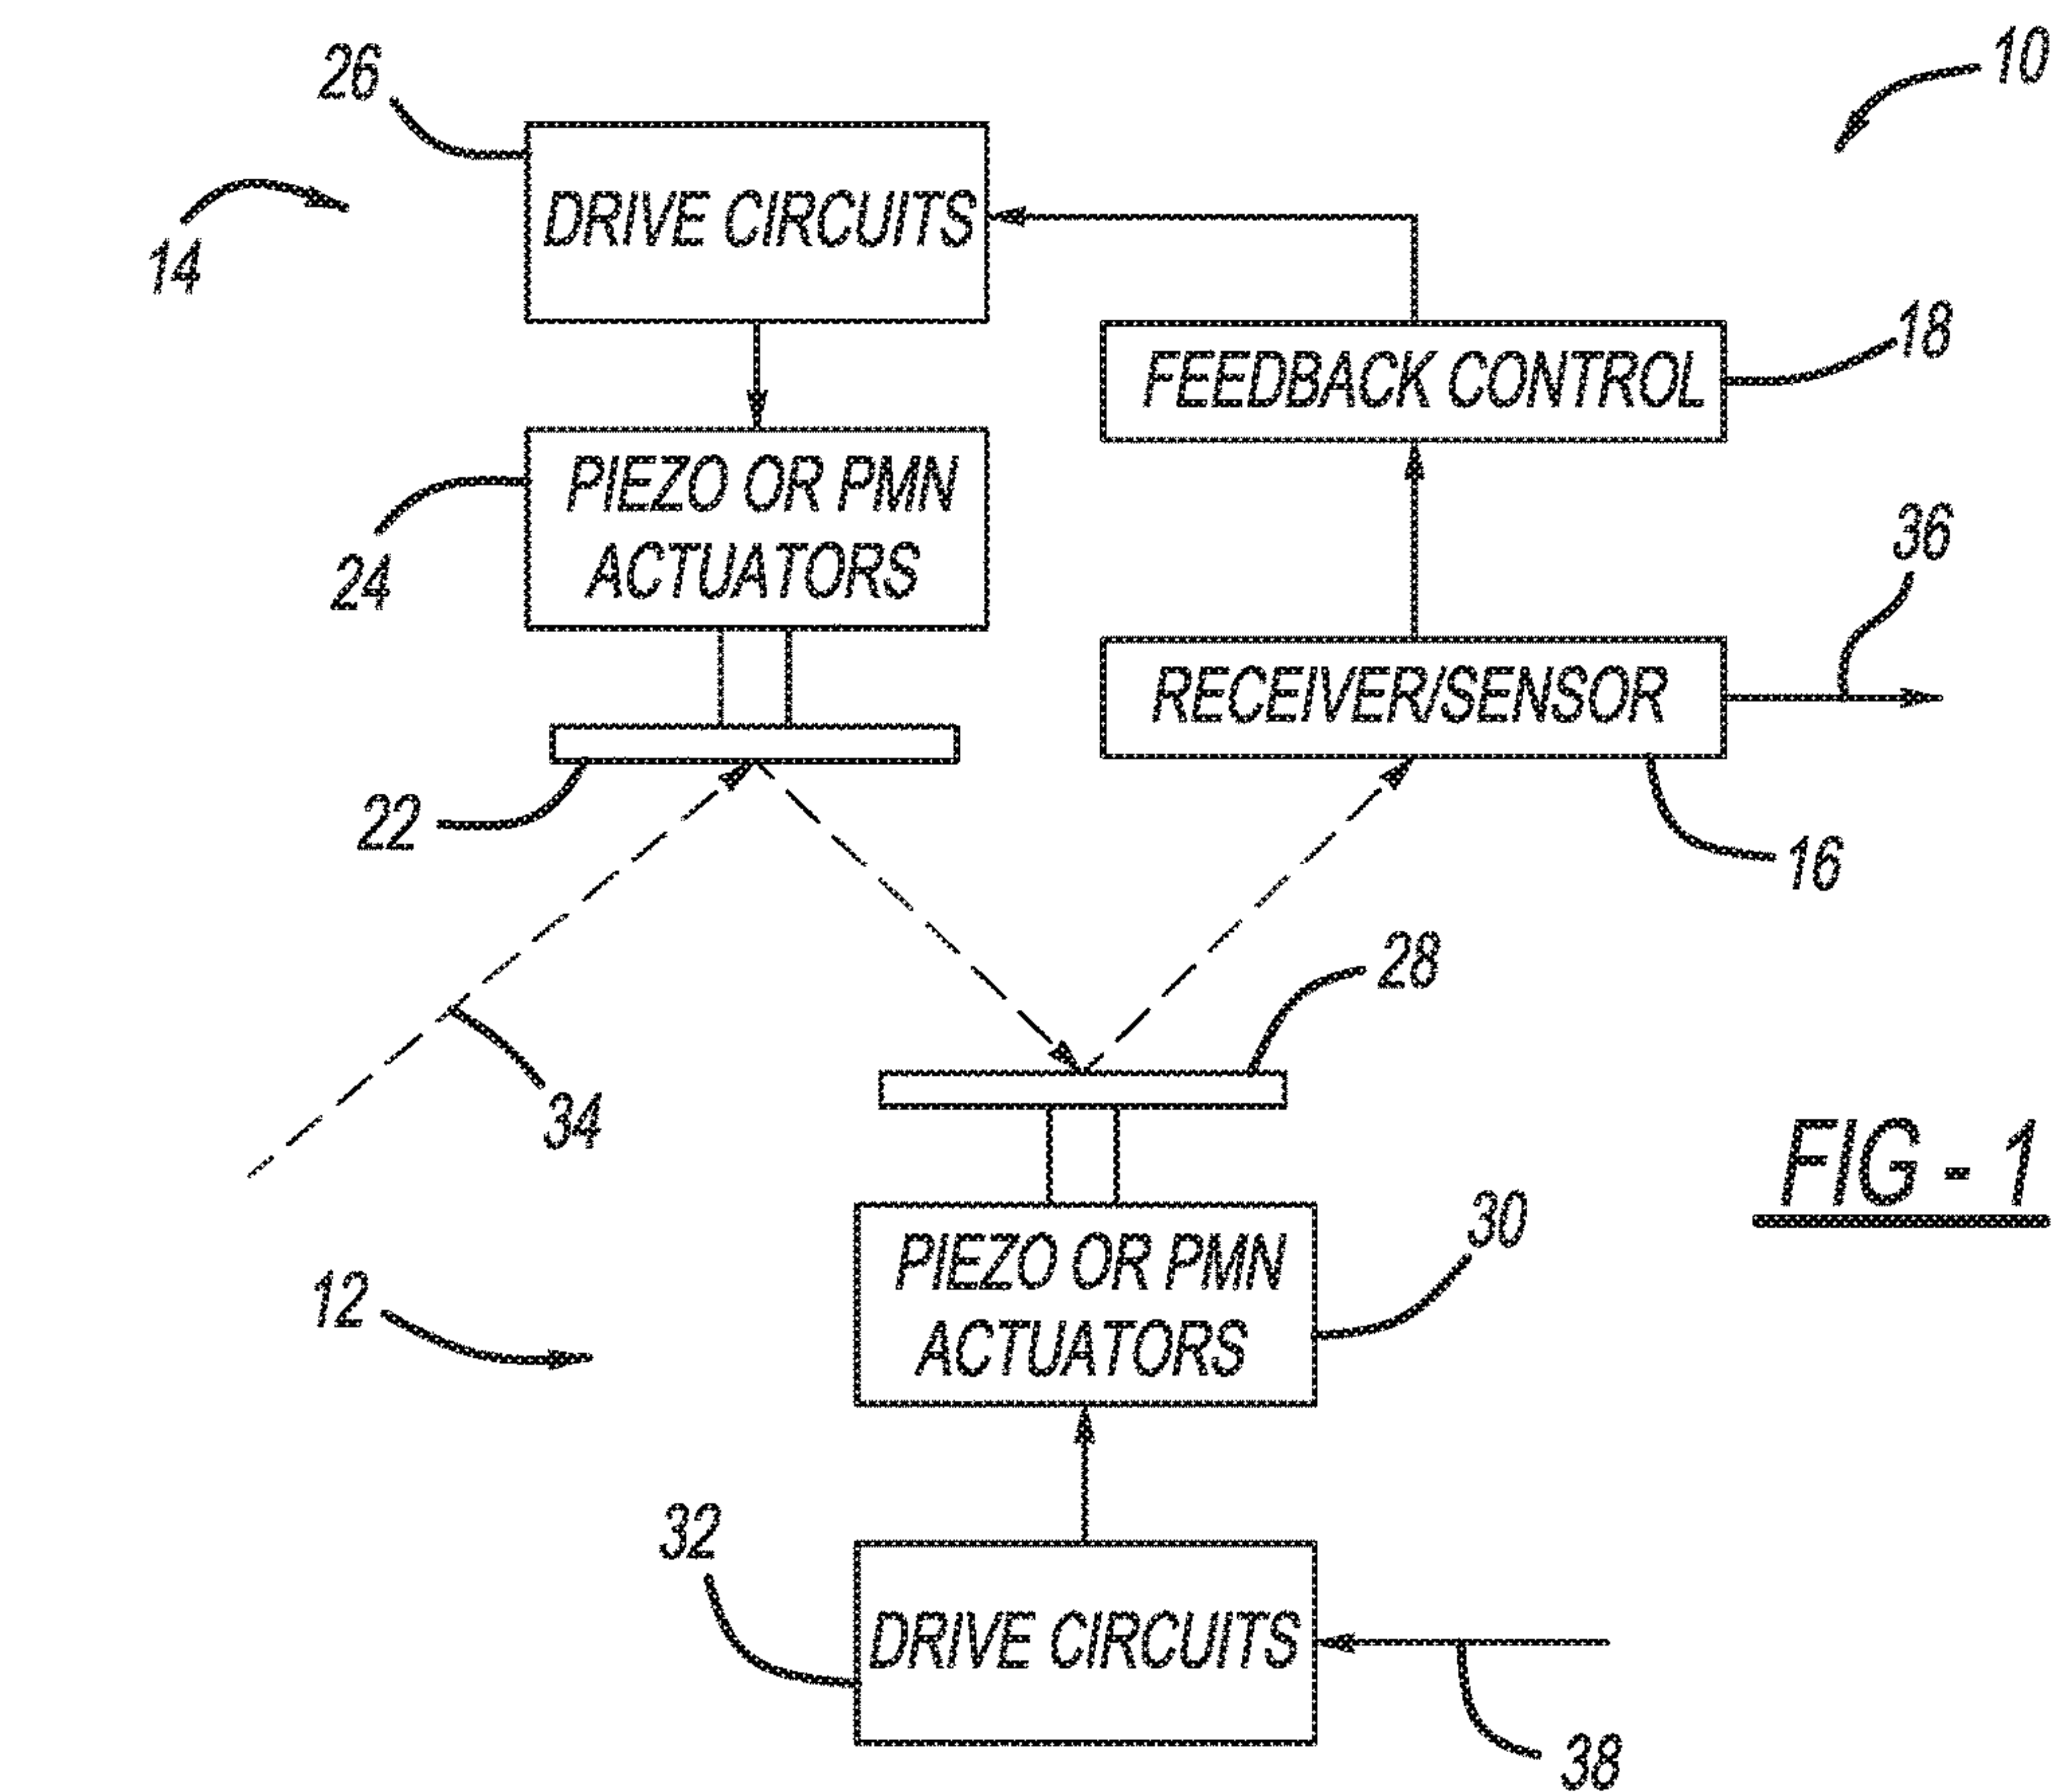 26
10
DRIVE CIRCUITS
14
18
FEEDBACK CONTROL
PIEZO OR PMN
ACTUATORS
24
36
RECEIVER/SENSOR
22
16
28
34
FIG - 1
30
PIEZO OR PMN
ACTUATORS
12
32
DRIVE CIRCUITS
38